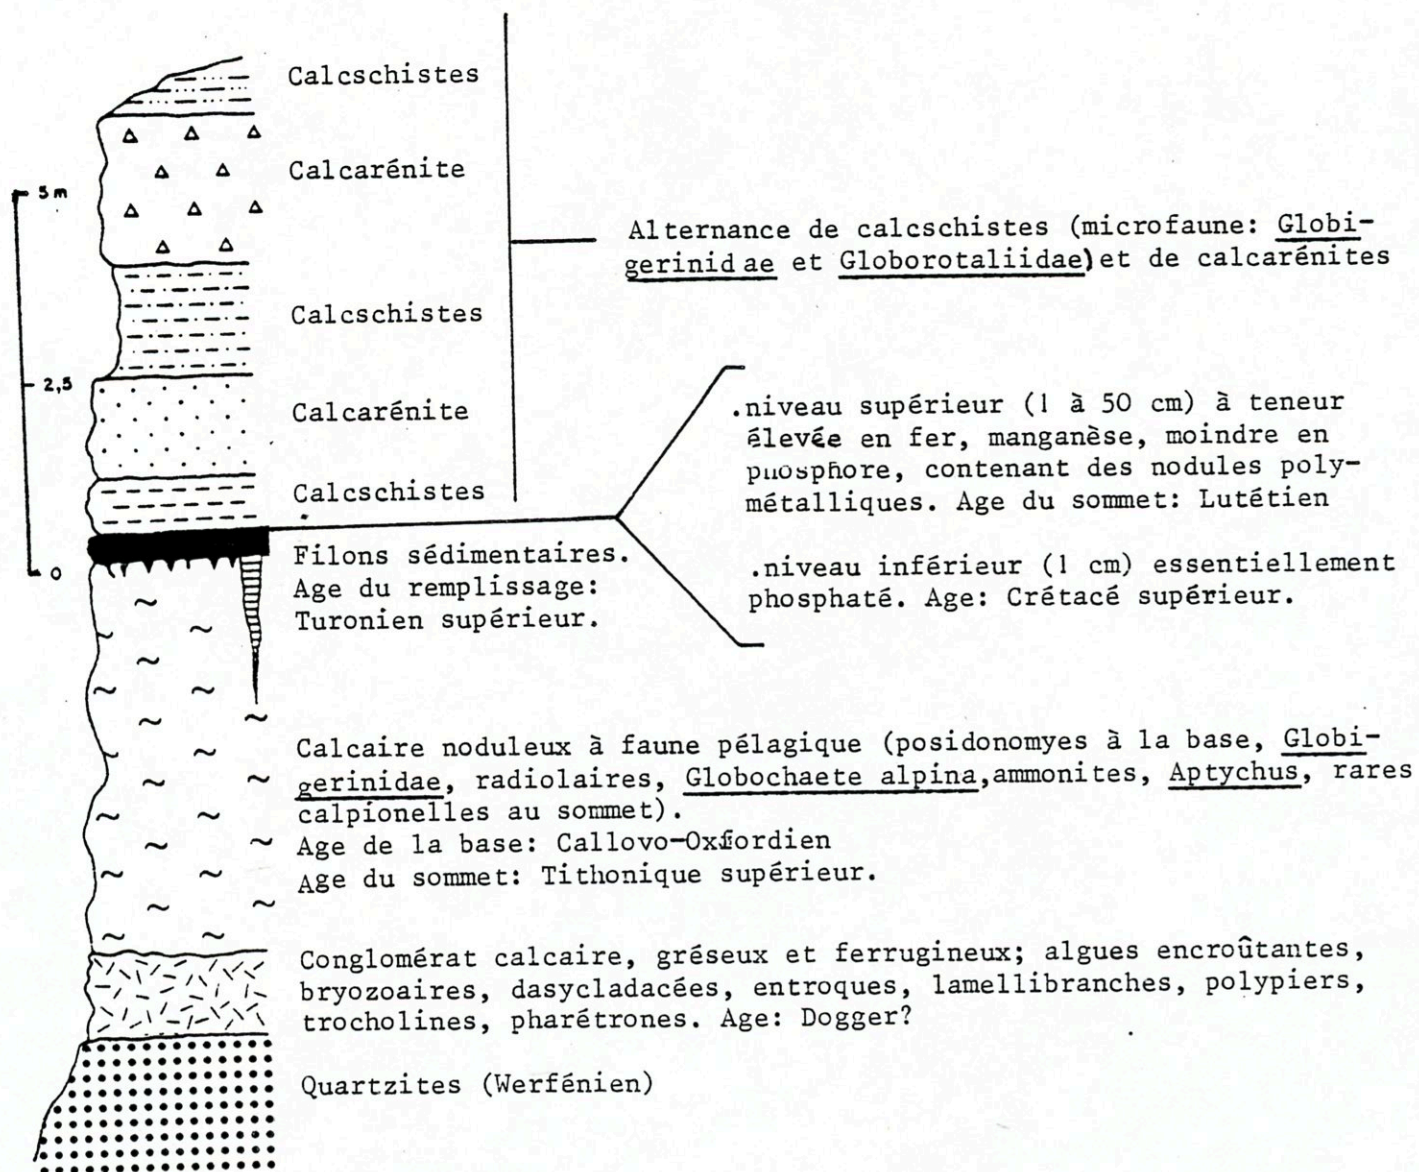 Calcschistes
Calcarénite
5 m
Alternance de calcschistes (microfaune: Globi-
gerinidae et Globorotaliidae) et de calcarénites
Calcschistes
2,5
Calcarénite
.niveau supérieur (1 à 50 cm) à teneur
élevée en fer, manganèse, moindre en
phosphore, contenant des nodules poly-
métalliques. Age du sommet: Lutétien
Calcschistes
Filons sédimentaires.
Age du remplissage:
Turonien supérieur.
0
.niveau inférieur (1 cm) essentiellement
phosphaté. Age: Crétacé supérieur.
Calcaire noduleux à faune pélagique (posidonomyes à la base, Globi-
gerinidae, radiolaires, Globochaete alpina,ammonites, Aptychus, rares
calpionelles au sommet).
Age de la base: Callovo-Oxfordien
Age du sommet: Tithonique supérieur.
Conglomérat calcaire, gréseux et ferrugineux; algues encroûtantes,
bryozoaires, dasycladacées, entroques, lamellibranches, polypiers,
trocholines, pharétrones. Age: Dogger?
Quartzites (Werfénien)